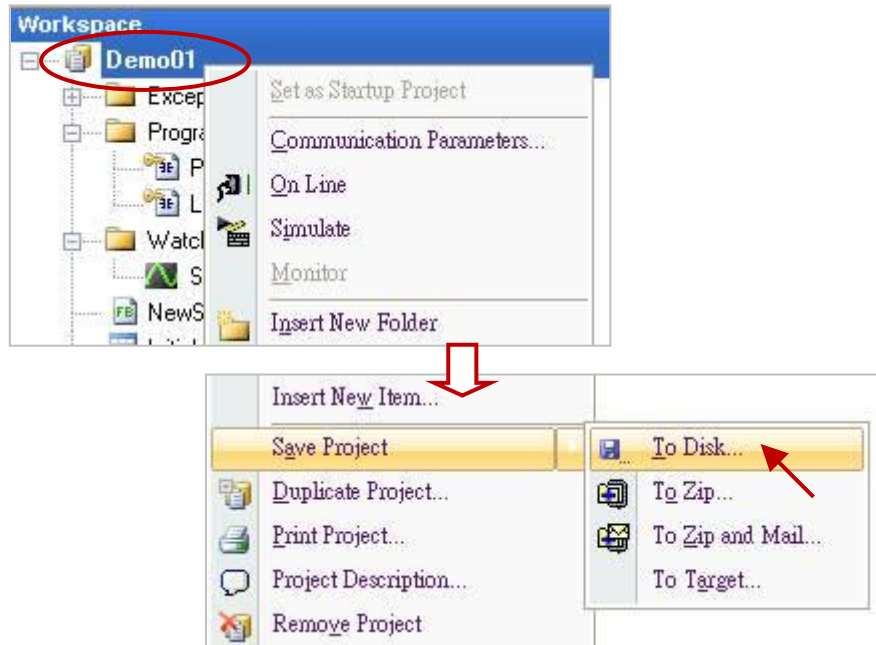 Workspace
Demo01
Excep
Progra
P
L
Watcl
S
NewS
Set as Startup Project
Communication Parameters...
On Line
Simulate
Monitor
Insert New Folder
Insert New Item...
Save Project
Duplicate Project...
Print Project...
Project Description...
Remove Project
To Disk...
To Zip...
To Zip and Mail...
To Target...